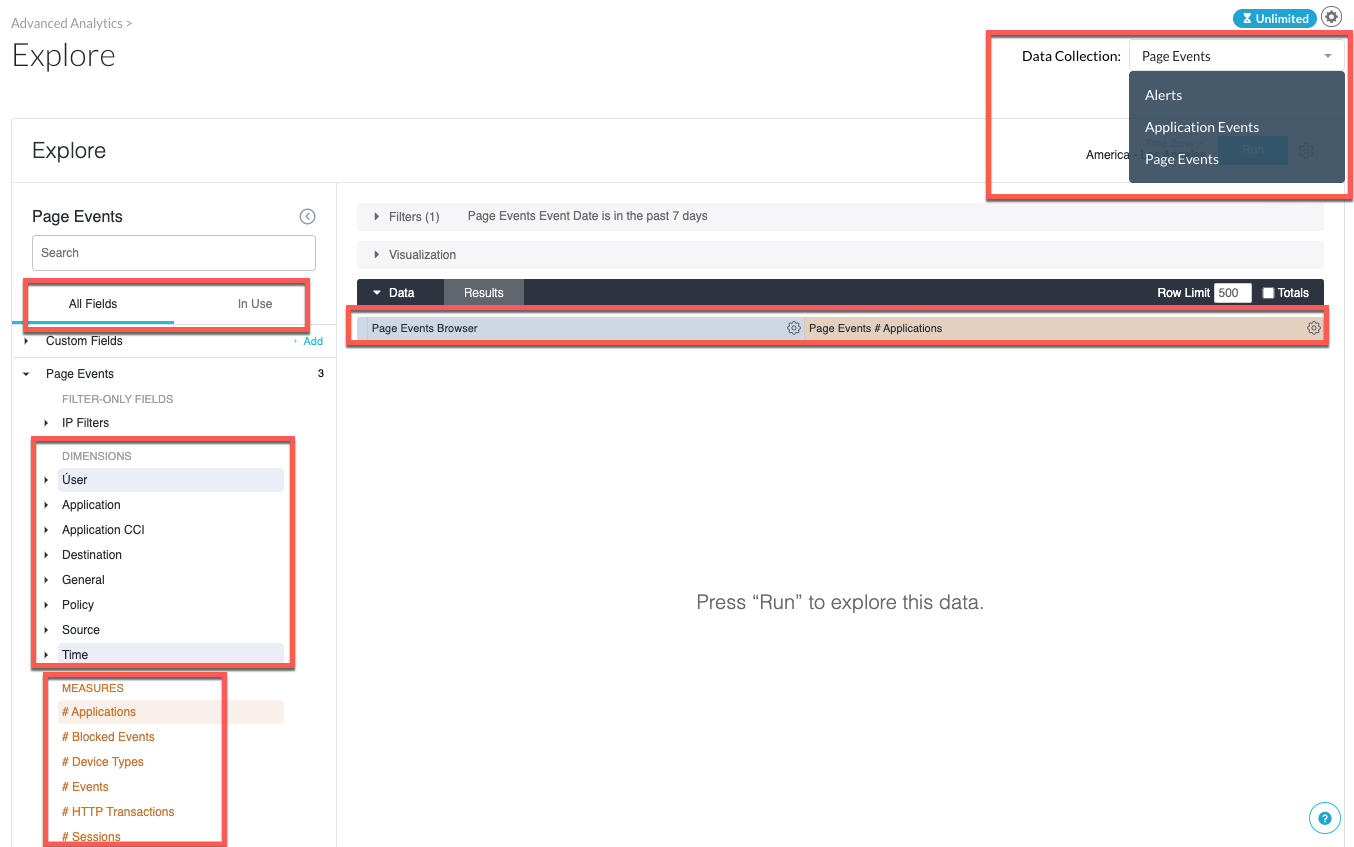 Advanced Analytics >
Unlimited
Explore
Data Collection: Page Events
Alerts
Application Events
Page Events
Explore
America -
Run
Page Events
Search
All Fields
In Use
Custom Fields
+ Add
Page Events 3
FILTER-ONLY FIELDS
IP Filters
DIMENSIONS
Úser
Application
Application CCI
Destination
General
Policy
Source
Time
MEASURES
# Applications
# Blocked Events
# Device Types
# Events
# HTTP Transactions
# Sessions
Filters (1) Page Events Event Date is in the past 7 days
Visualization
Data Results Row Limit 500 Totals
Page Events Browser Page Events # Applications
Press “Run” to explore this data.
?